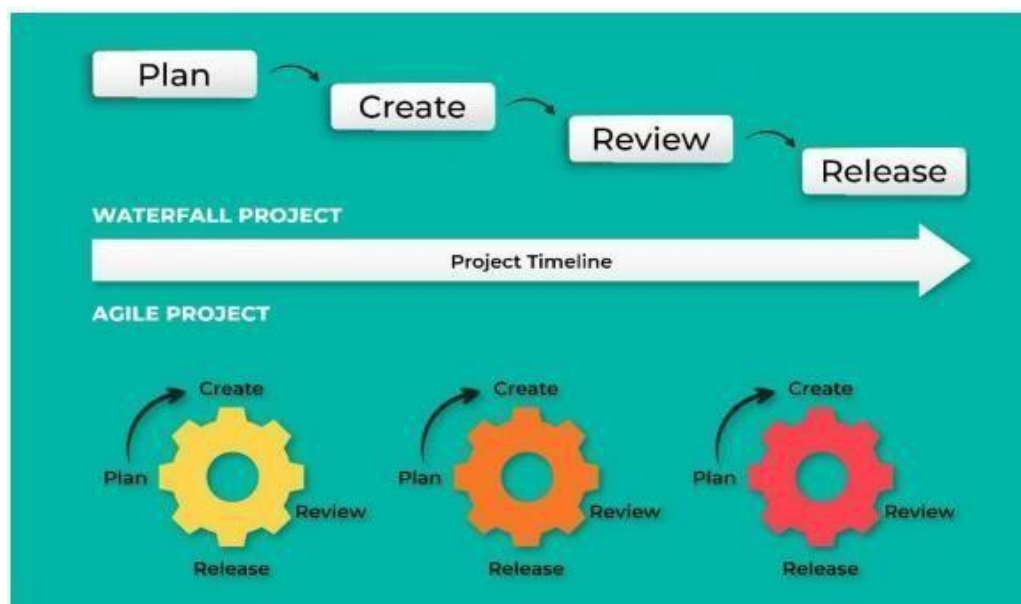 Plan
Create
Review
Release
WATERFALL PROJECT
Project Timeline
AGILE PROJECT
Create
Plan
Review
Release
Create
Plan
Review
Release
Create
Plan
Review
Release